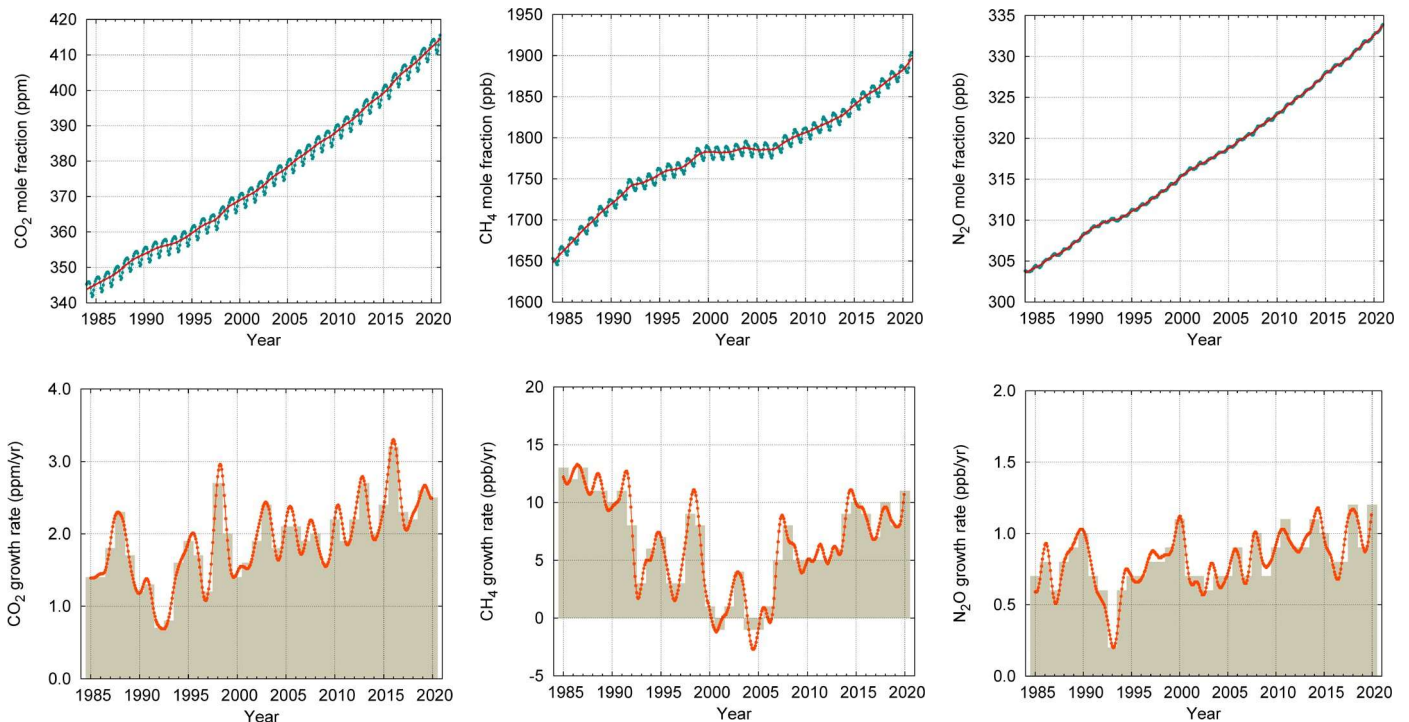 CO2 mole fraction (ppm)
420
410
400
390
380
370
360
350
340
1985 1990 1995 2000 2005 2010 2015 2020
Year
CH4 mole fraction (ppb)
1950
1900
1850
1800
1750
1700
1650
1600
1985 1990 1995 2000 2005 2010 2015 2020
Year
N2O mole fraction (ppb)
335
330
325
320
315
310
305
300
1985 1990 1995 2000 2005 2010 2015 2020
Year
CO2 growth rate (ppm/yr)
4.0
3.0
2.0
1.0
0.0
1985 1990 1995 2000 2005 2010 2015 2020
Year
CH4 growth rate (ppb/yr)
20
15
10
5
0
-5
1985 1990 1995 2000 2005 2010 2015 2020
Year
N2O growth rate (ppb/yr)
2.0
1.5
1.0
0.5
0.0
1985 1990 1995 2000 2005 2010 2015 2020
Year